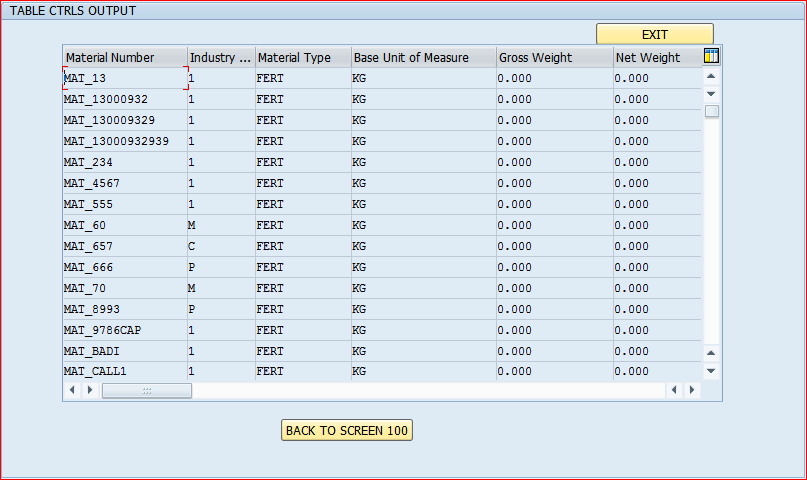 TABLE CTRLS OUTPUT
EXIT
Material Number Industry ... Material Type Base Unit of Measure Gross Weight Net Weight
MAT_13 1 FERT KG 0.000 0.000
MAT_13000932 1 FERT KG 0.000 0.000
MAT_130009329 1 FERT KG 0.000 0.000
MAT_13000932939 1 FERT KG 0.000 0.000
MAT_234 1 FERT KG 0.000 0.000
MAT_4567 1 FERT KG 0.000 0.000
MAT_555 1 FERT KG 0.000 0.000
MAT_60 M FERT KG 0.000 0.000
MAT_657 C FERT KG 0.000 0.000
MAT_666 P FERT KG 0.000 0.000
MAT_70 M FERT KG 0.000 0.000
MAT_8993 P FERT KG 0.000 0.000
MAT_9786CAP 1 FERT KG 0.000 0.000
MAT_BADI 1 FERT KG 0.000 0.000
MAT_CALL1 1 FERT KG 0.000 0.000
BACK TO SCREEN 100